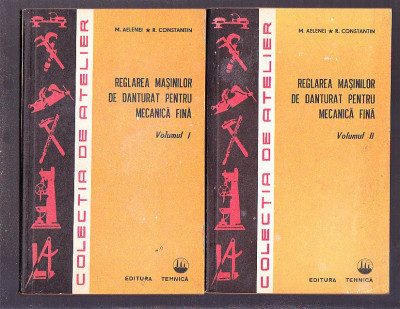 COLECȚIA DE ATELIER
M. AELENEI ★ R. CONSTANTIN
REGLAREA MAȘINILOR
DE DANTURAT PENTRU
MECANICĂ FINĂ
Volumul I
EDITURA TEHNICĂ
COLECȚIA DE ATELIER
M. AELENEI ★ R. CONSTANTIN
REGLAREA MAȘINILOR
DE DANTURAT PENTRU
MECANICĂ FINĂ
Volumul II
EDITURA TEHNICĂ